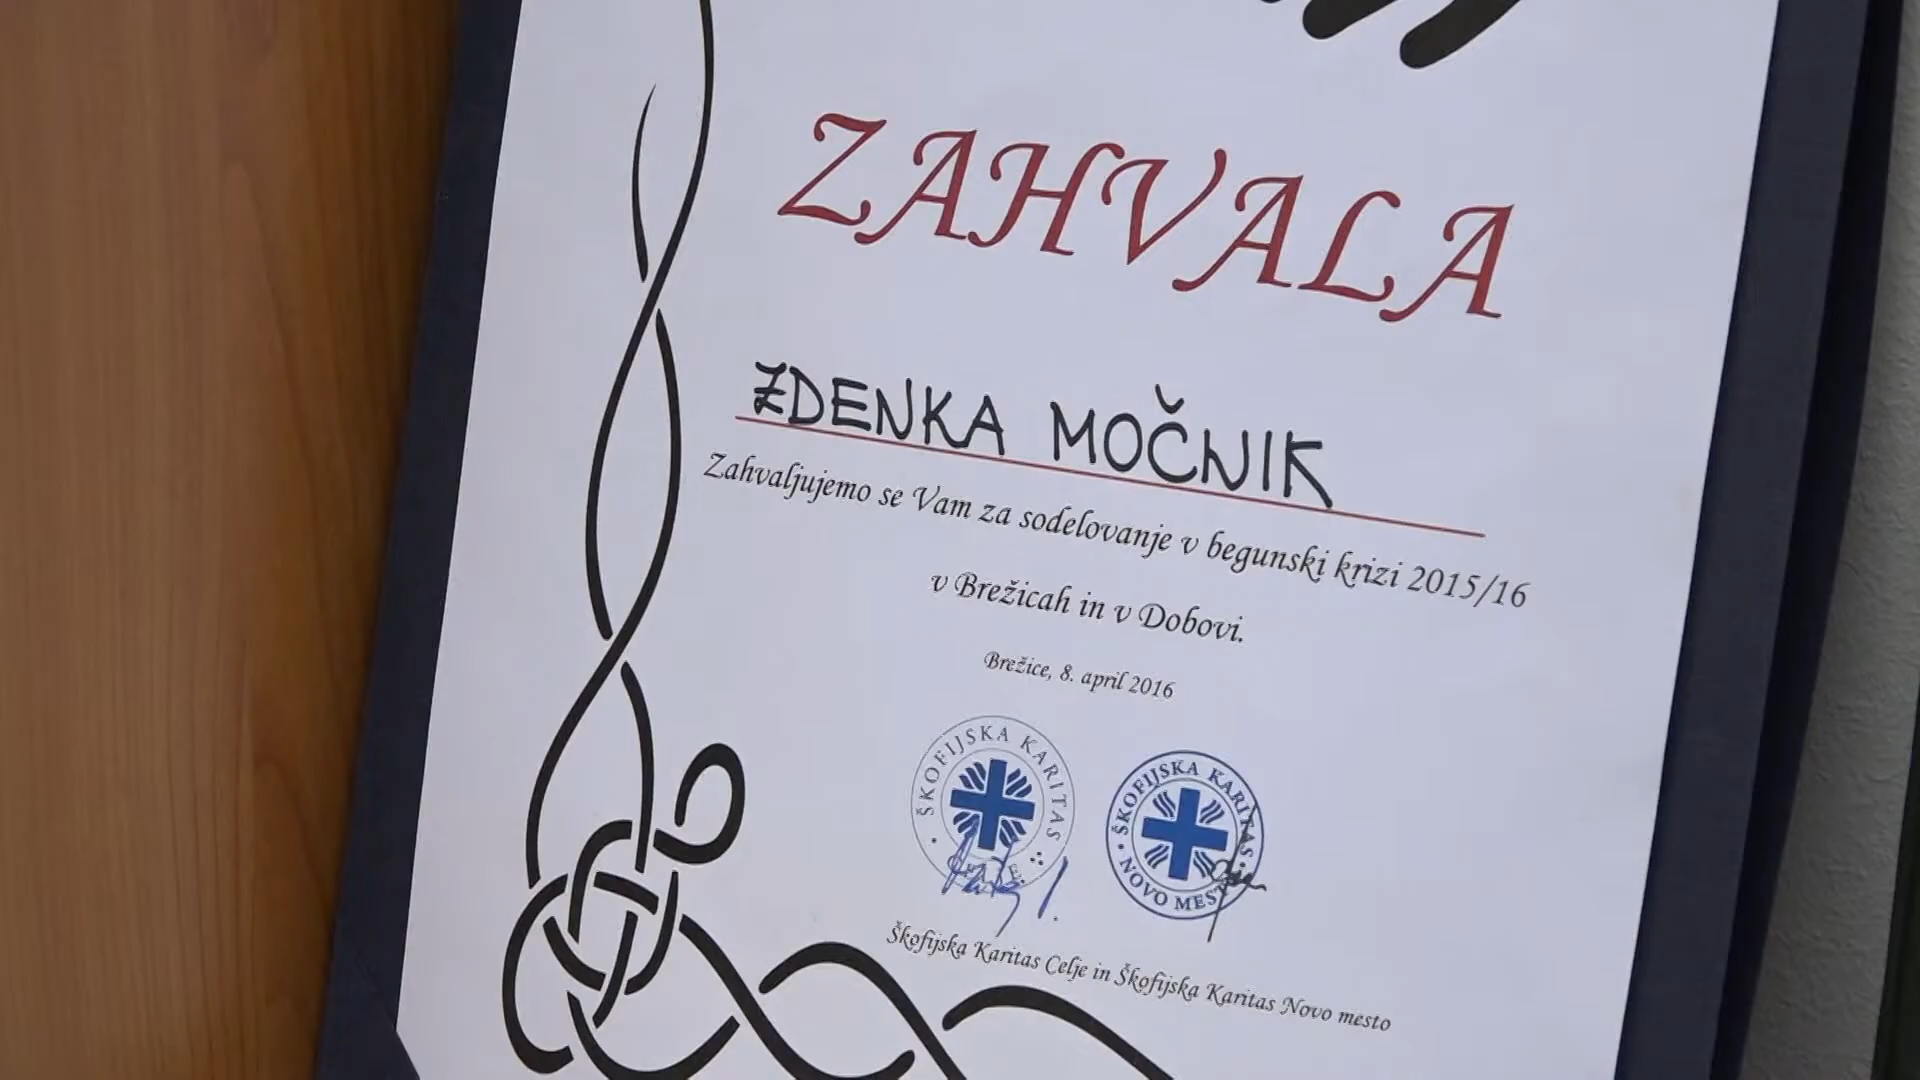 ZAHVALA
ZDENKA MOČNIK
Zahvaljujemo se Vam za sodelovanje v begunski krizi 2015/16
v Brežicah in v Dobovi.
Brežice, 8. april 2016
ŠKOFIJSKA KARITAS
ŠKOFIJSKA KARITAS
NOVO MESTO
Škofijska Karitas Celje in Škofijska Karitas Novo mesto